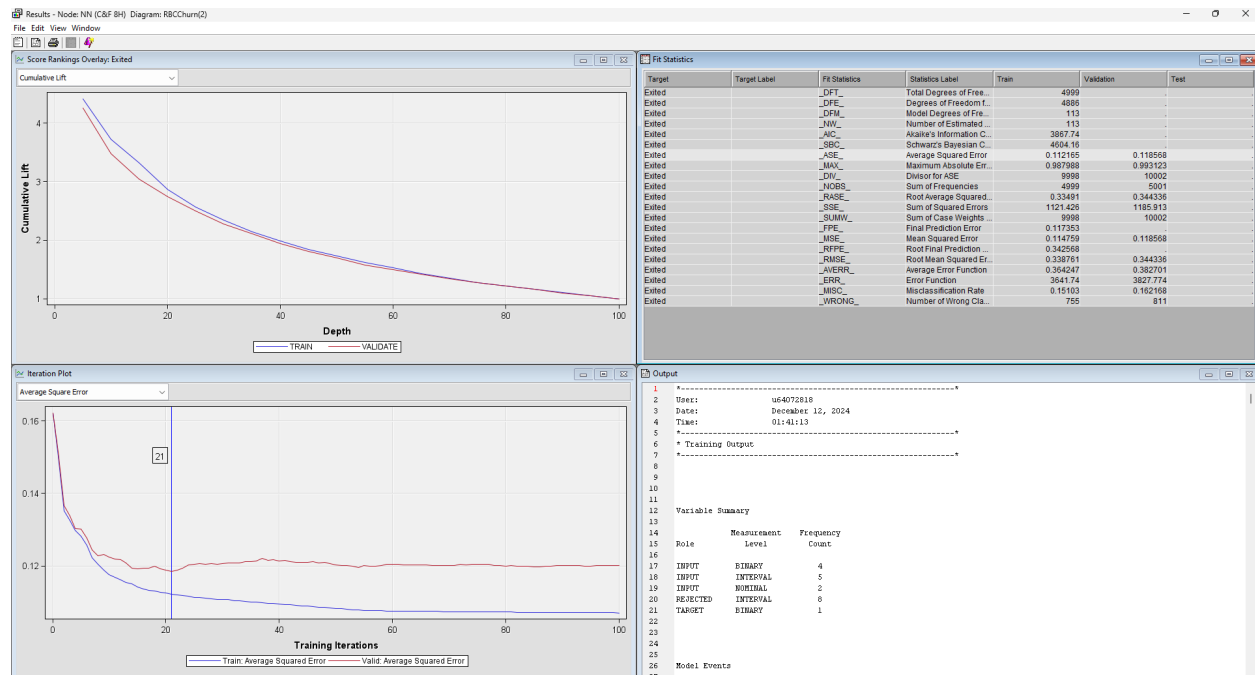 Results - Node: NN (C&F 8H) Diagram: RBCChurn(2)
File Edit View Window
Score Rankings Overlay: Exited
Cumulative Lift
Cumulative Lift
4
3
2
1
0 20 40 60 80 100
Depth
TRAIN VALIDATE
Fit Statistics
Target Target Label Fit Statistics Statistics Label Train Validation Test
Exited _DFT_ Total Degrees of Free... 4999 .
Exited _DFE_ Degrees of Freedom f... 4886 .
Exited _DFM_ Model Degrees of Fre... 113 .
Exited _NW_ Number of Estimated ... 113 .
Exited _AIC_ Akaike's Information C... 3867.74 .
Exited _SBC_ Schwarz's Bayesian C... 4604.16 .
Exited _ASE_ Average Squared Error 0.112165 0.118568 .
Exited _MAX_ Maximum Absolute Err... 0.987988 0.993123 .
Exited _DIV_ Divisor for ASE 9998 10002 .
Exited _NOBS_ Sum of Frequencies 4999 5001 .
Exited _RASE_ Root Average Squared... 0.33491 0.344336 .
Exited _SSE_ Sum of Squared Errors 1121.426 1185.913 .
Exited _SUMW_ Sum of Case Weights ... 9998 10002 .
Exited _FPE_ Final Prediction Error 0.117353 .
Exited _MSE_ Mean Squared Error 0.114759 0.118568 .
Exited _RFPE_ Root Final Prediction ... 0.342568 .
Exited _RMSE_ Root Mean Squared Er... 0.338761 0.344336 .
Exited _AVERR_ Average Error Function 0.364247 0.382701 .
Exited _ERR_ Error Function 3641.74 3827.774 .
Exited _MISC_ Misclassification Rate 0.15103 0.162168 .
Exited _WRONG_ Number of Wrong Cla... 755 811 .
Iteration Plot
Average Square Error
0.16
0.14
0.12
21
0 20 40 60 80 100
Training Iterations
Train: Average Squared Error Valid: Average Squared Error
Output
1 *------------------------------------------------------------*
2 User: u64072818
3 Date: December 12, 2024
4 Time: 01:41:13
5 *------------------------------------------------------------*
6 * Training Output
7 *------------------------------------------------------------*
8
9
10
11
12 Variable Summary
13
14 Measurement Frequency
15 Role Level Count
16
17 INPUT BINARY 4
18 INPUT INTERVAL 5
19 INPUT NOMINAL 2
20 REJECTED INTERVAL 8
21 TARGET BINARY 1
22
23
24
25
26 Model Events